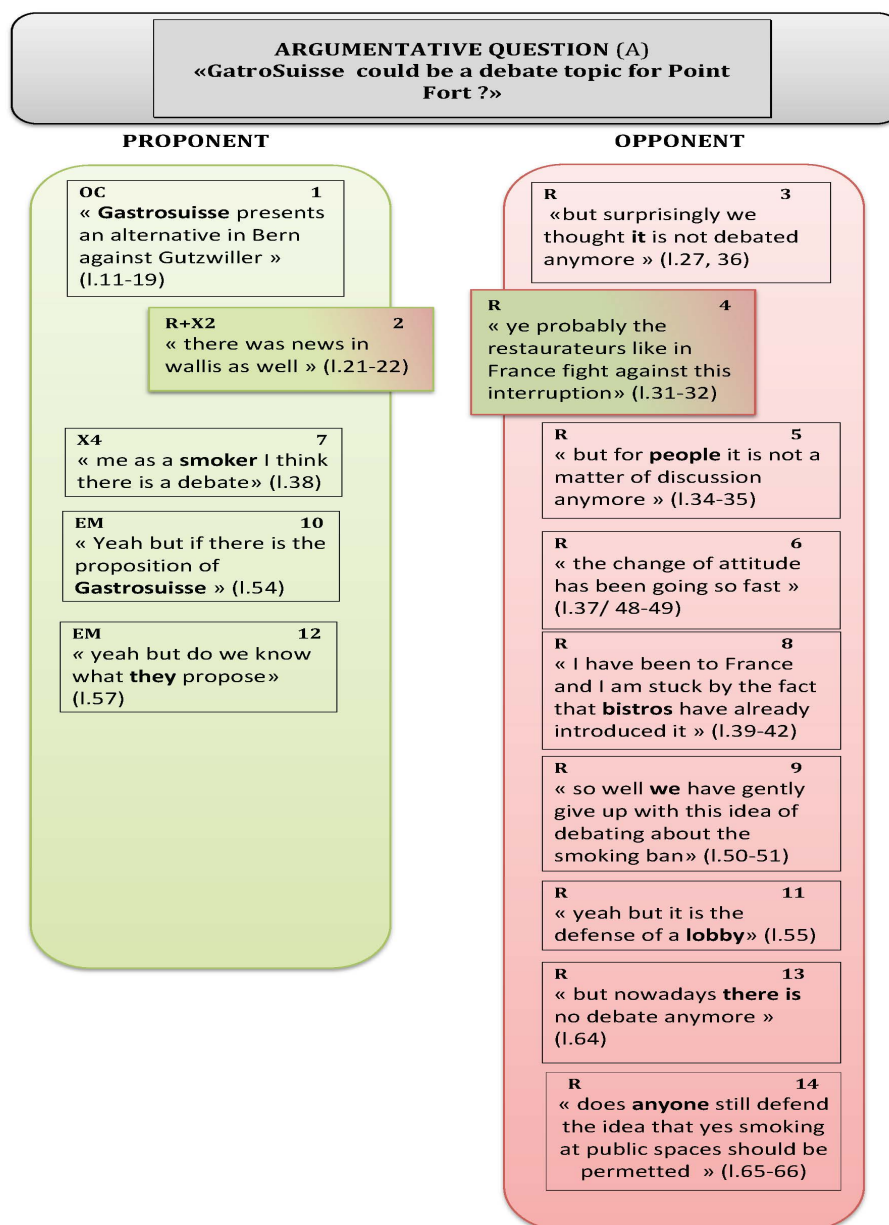 ARGUMENTATIVE QUESTION (A)
«GatroSuisse could be a debate topic for Point
Fort ?»
PROPONENT
OC 1
« Gastrosuisse presents
an alternative in Bern
against Gutzwiller »
(l.11-19)
R+X2 2
« there was news in
wallis as well » (l.21-22)
X4 7
« me as a smoker I think
there is a debate» (l.38)
EM 10
« Yeah but if there is the
proposition of
Gastrosuisse » (l.54)
EM 12
« yeah but do we know
what they propose»
(l.57)
OPPONENT
R 3
«but surprisingly we
thought it is not debated
anymore » (l.27, 36)
R 4
« ye probably the
restaurateurs like in
France fight against this
interruption» (l.31-32)
R 5
« but for people it is not a
matter of discussion
anymore » (l.34-35)
R 6
« the change of attitude
has been going so fast »
(l.37/ 48-49)
R 8
« I have been to France
and I am stuck by the fact
that bistros have already
introduced it » (l.39-42)
R 9
« so well we have gently
give up with this idea of
debating about the
smoking ban» (l.50-51)
R 11
« yeah but it is the
defense of a lobby» (l.55)
R 13
« but nowadays there is
no debate anymore »
(l.64)
R 14
« does anyone still defend
the idea that yes smoking
at public spaces should be
permetted » (l.65-66)